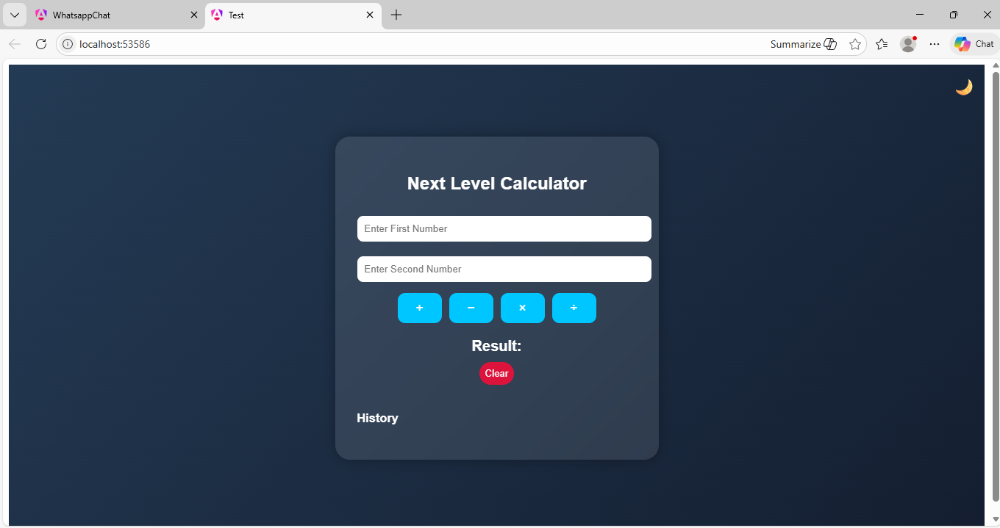 WhatsappChat
Test
localhost:53586
Summarize
Chat
Next Level Calculator
Enter First Number
Enter Second Number
+ − × ÷
Result:
Clear
History